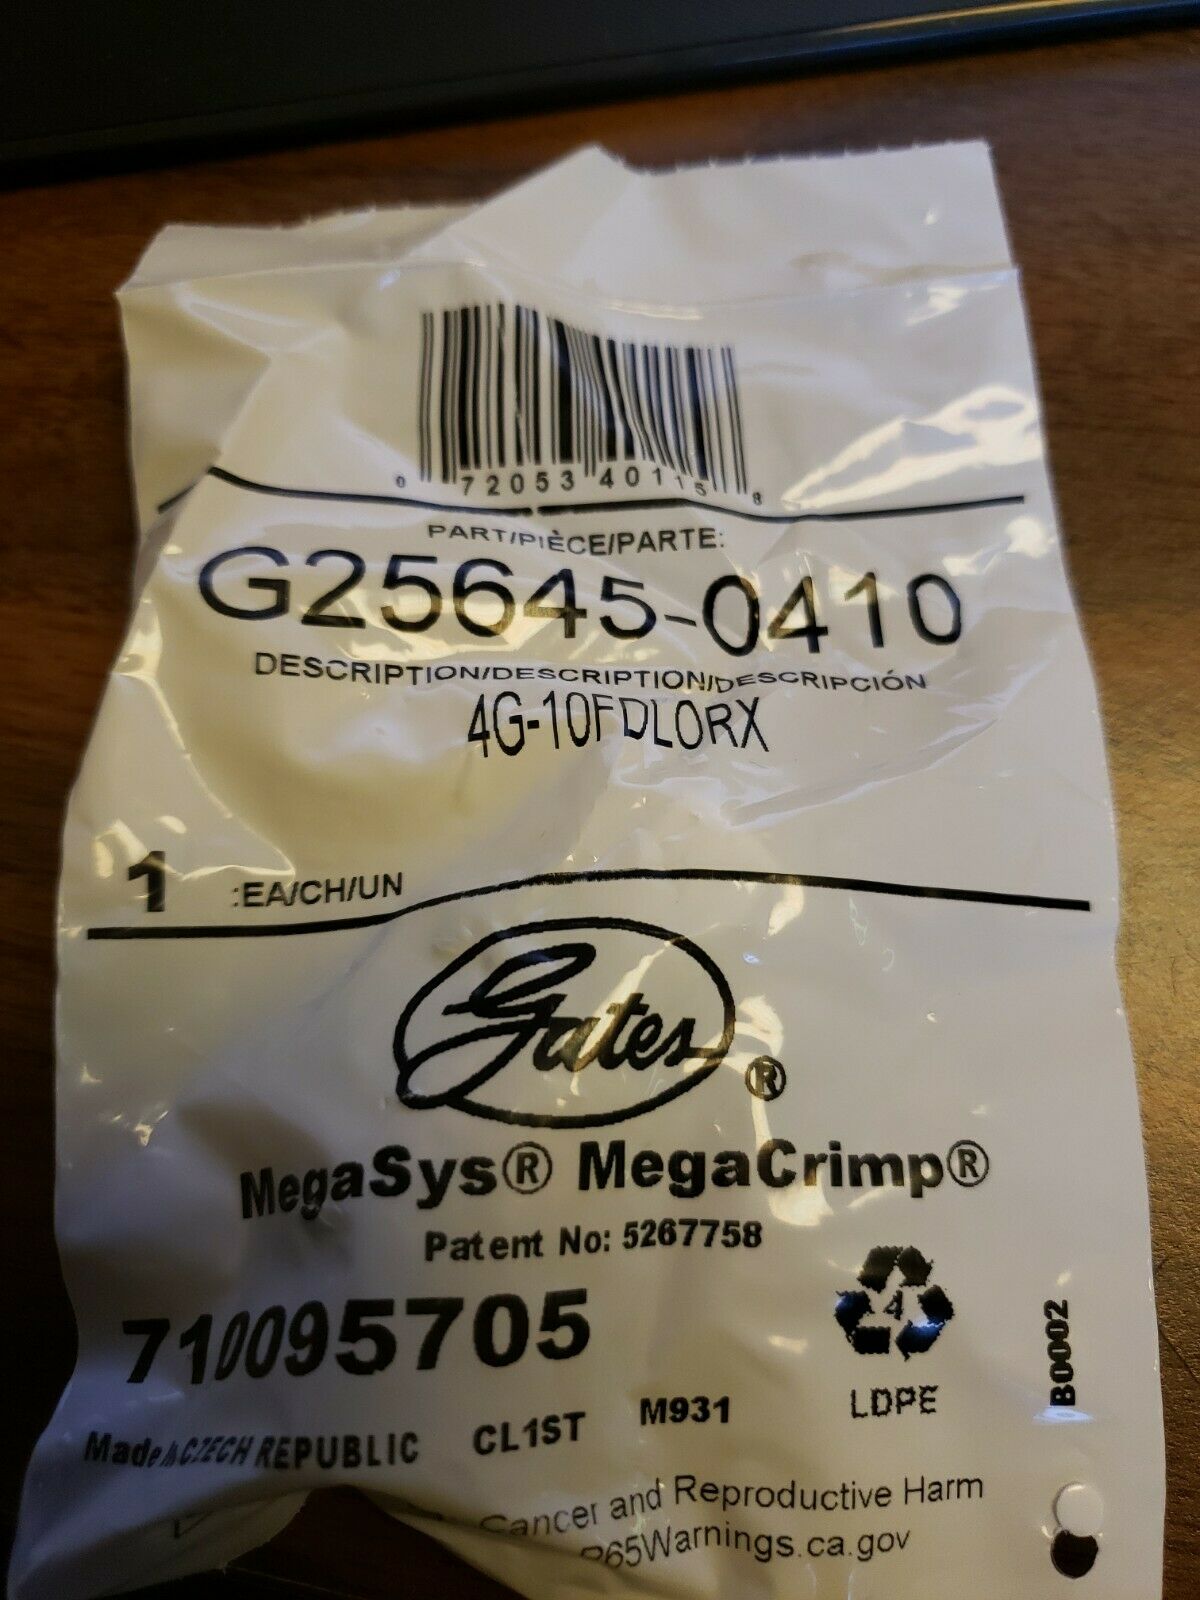 0 72053 40115 8
PART/PIÈCE/PARTE:
G25645-0410
DESCRIPTION/DESCRIPTION/DESCRIPCIÓN
4G-10FDLORX
1 :EA/CH/UN
Gates®
MegaSys® MegaCrimp®
Patent No: 5267758
710095705
4
LDPE
B0002
Made in CZECH REPUBLIC CL1ST M931
Cancer and Reproductive Harm
P65Warnings.ca.gov